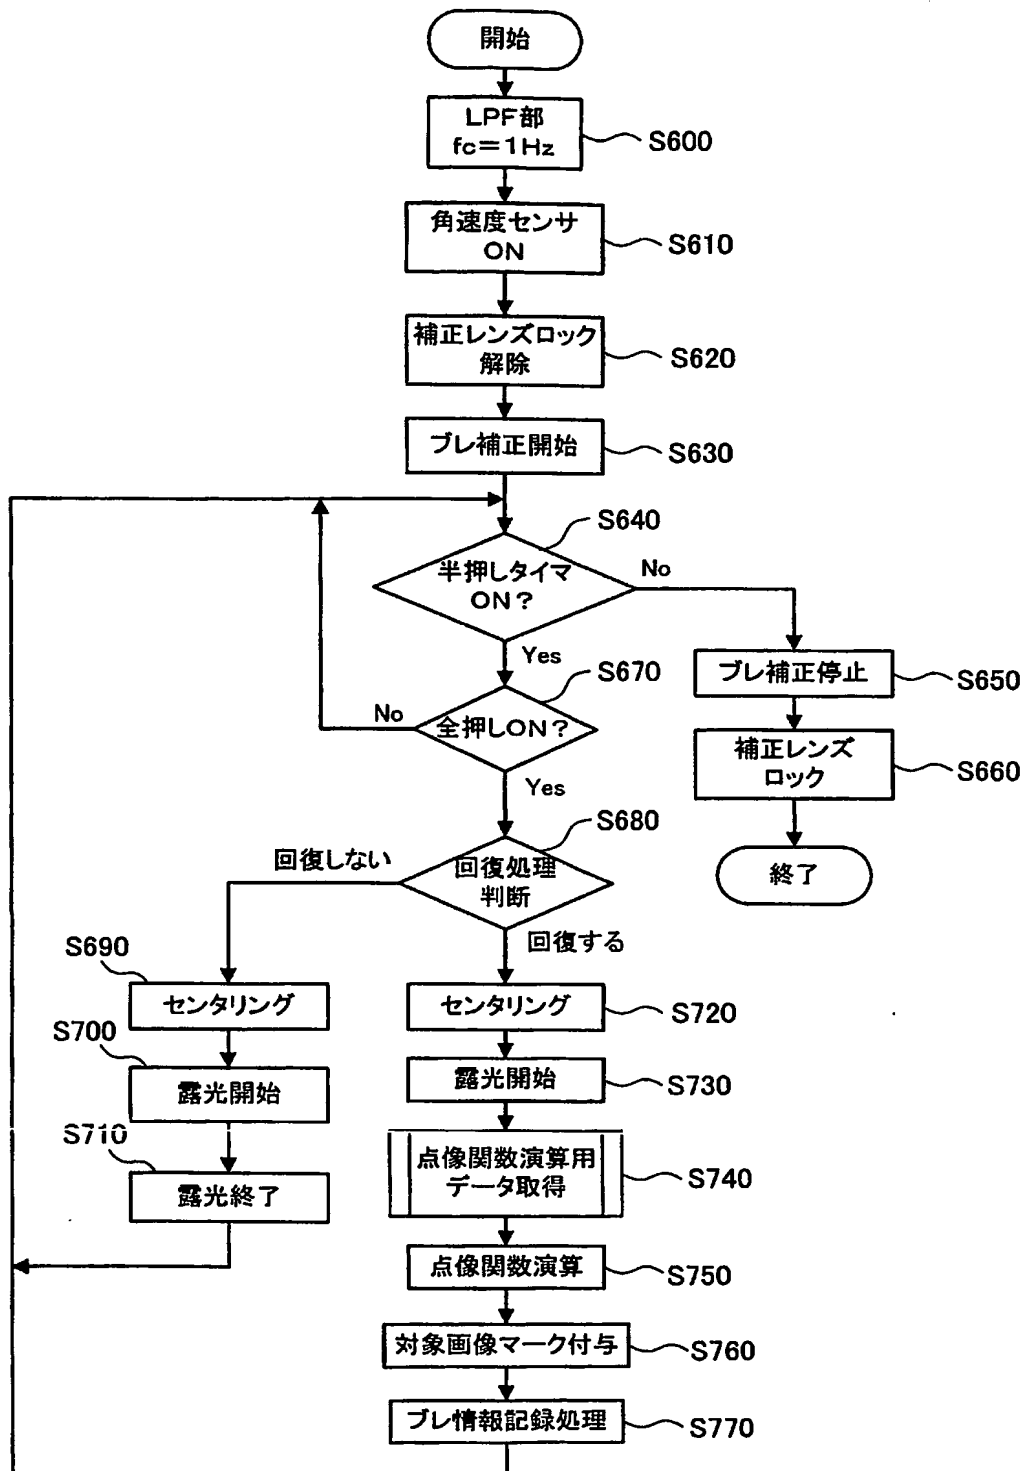 開始
LPF部
fc=1Hz
S600
角速度センサ
ON
S610
補正レンズロック
解除
S620
ブレ補正開始
S630
S640
半押しタイマ
ON?
No
Yes
ブレ補正停止
S650
S670
全押しON?
No
Yes
補正レンズ
ロック
S660
終了
S680
回復処理
判断
回復しない
回復する
S690
センタリング
S700
露光開始
S710
露光終了
センタリング
S720
露光開始
S730
点像関数演算用
データ取得
S740
点像関数演算
S750
対象画像マーク付与
S760
ブレ情報記録処理
S770